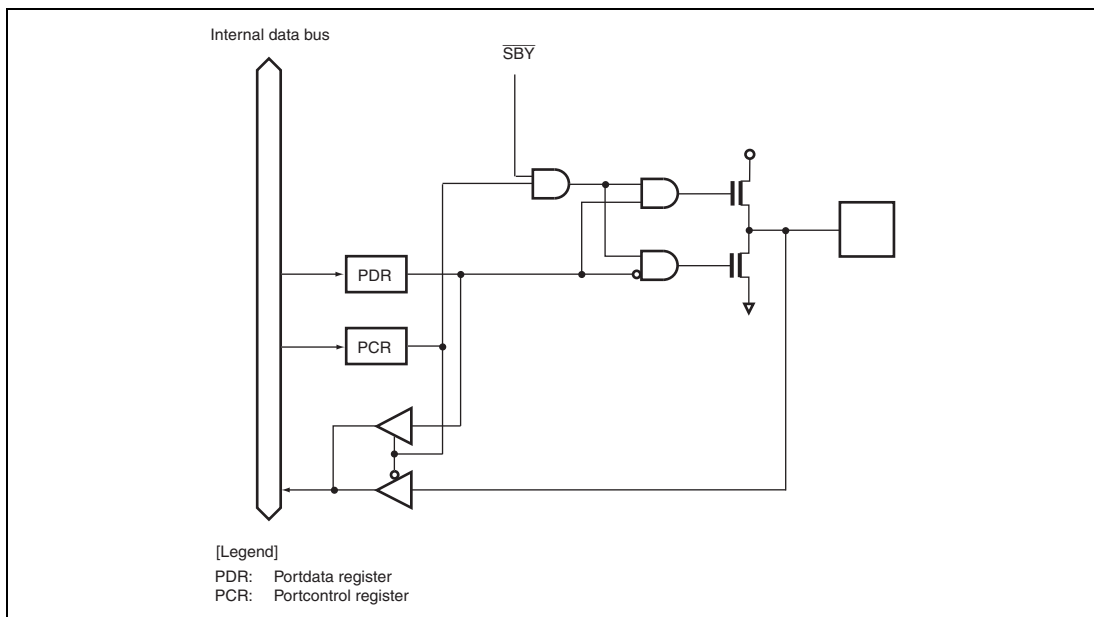 Internal data bus
SBY
PDR
PCR
[Legend]
PDR: Portdata register
PCR: Portcontrol register